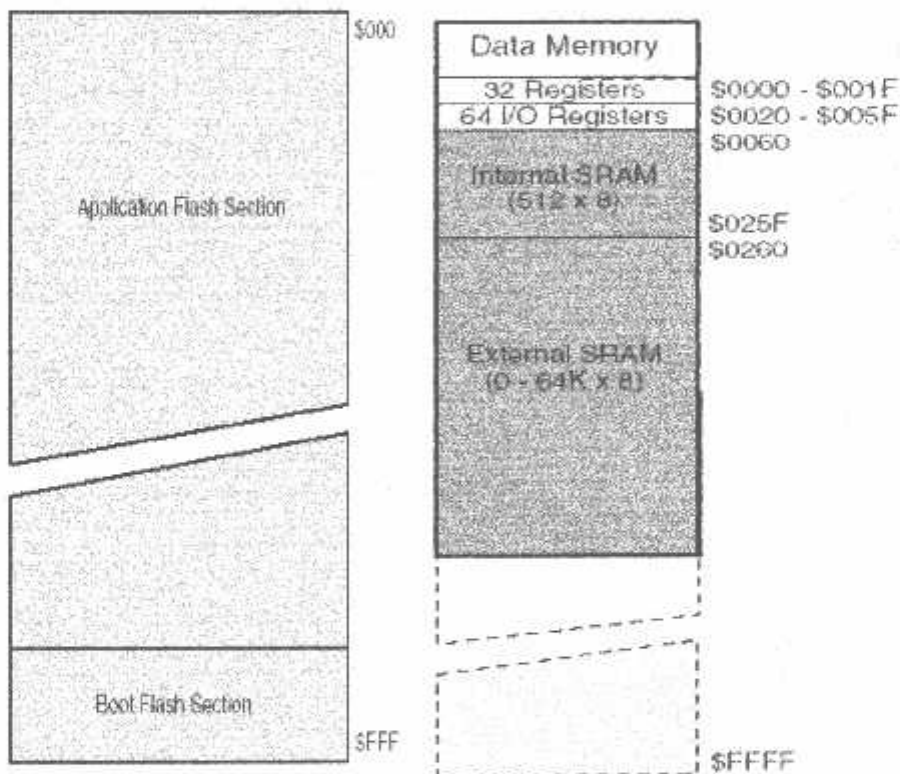 $000
Application Flash Section
Boot Flash Section
$FFF
Data Memory
32 Registers
$0000 - $001F
64 I/O Registers
$0020 - $005F
$0060
Internal SRAM
(512 x 8)
$025F
$0260
External SRAM
(0 - 64K x 8)
$FFFF